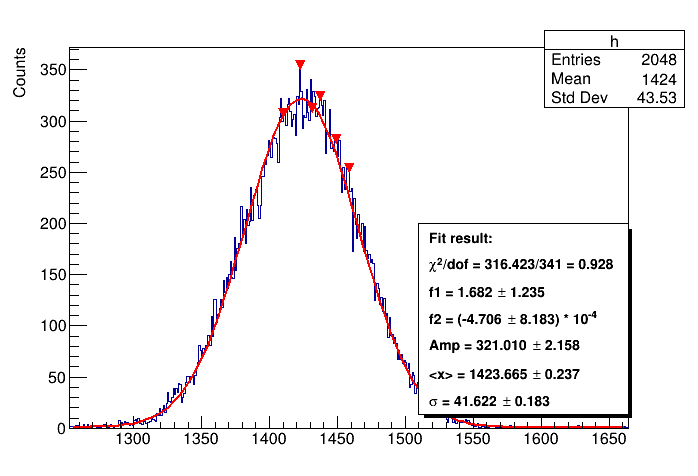 h
Entries 2048
Mean 1424
Std Dev 43.53
Counts
350
300
250
200
150
100
50
0
Fit result:
χ²/dof = 316.423/341 = 0.928
f1 = 1.682 ± 1.235
f2 = (-4.706 ± 8.183) * 10⁻⁴
Amp = 321.010 ± 2.158
<x> = 1423.665 ± 0.237
σ = 41.622 ± 0.183
1300 1350 1400 1450 1500 1550 1600 1650